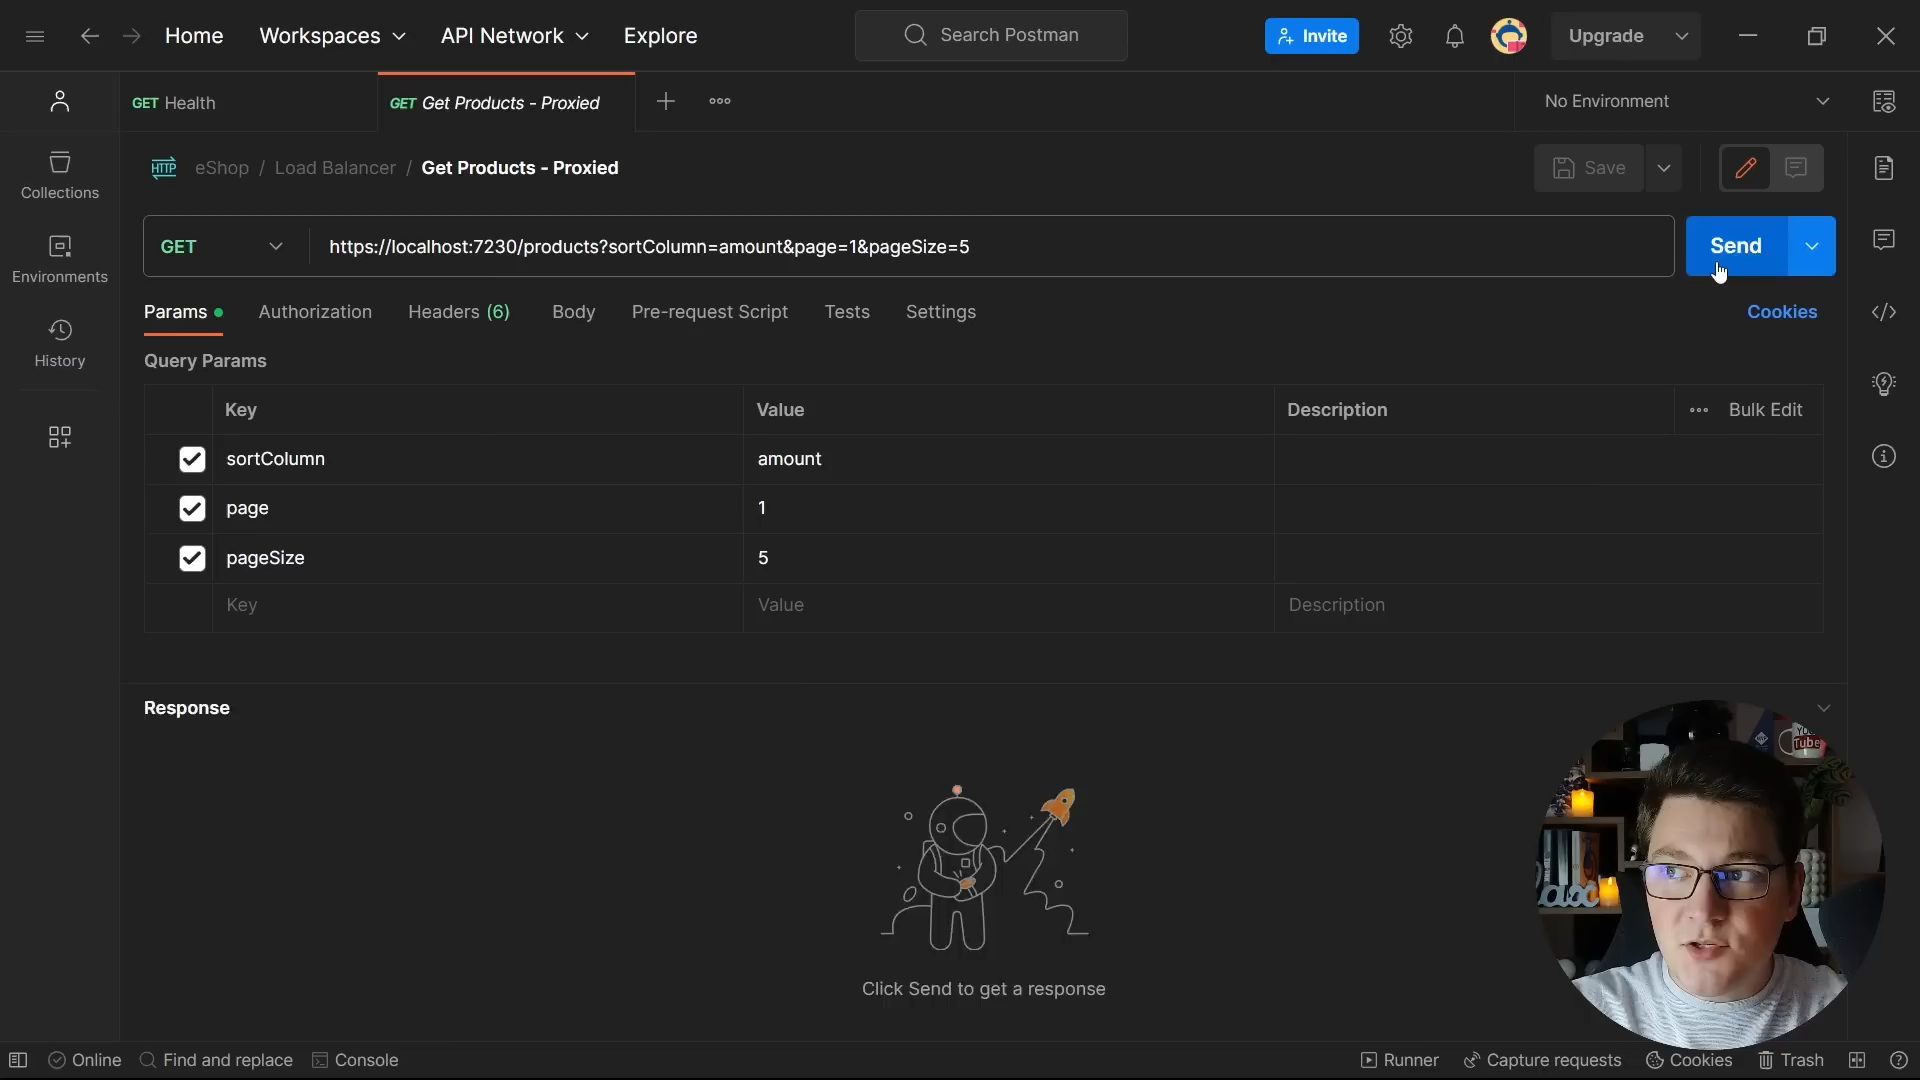 Home Workspaces API Network Explore Search Postman Invite Upgrade
GET Health GET Get Products - Proxied No Environment
HTTP eShop / Load Balancer / Get Products - Proxied Save
Collections
GET https://localhost:7230/products?sortColumn=amount&page=1&pageSize=5 Send
Environments
Params Authorization Headers (6) Body Pre-request Script Tests Settings Cookies
History
Query Params
Key Value Description Bulk Edit
sortColumn amount
page 1
pageSize 5
Key Value Description
Response
You
Tube
Click Send to get a response
Online Find and replace Console Runner Capture requests Cookies Trash